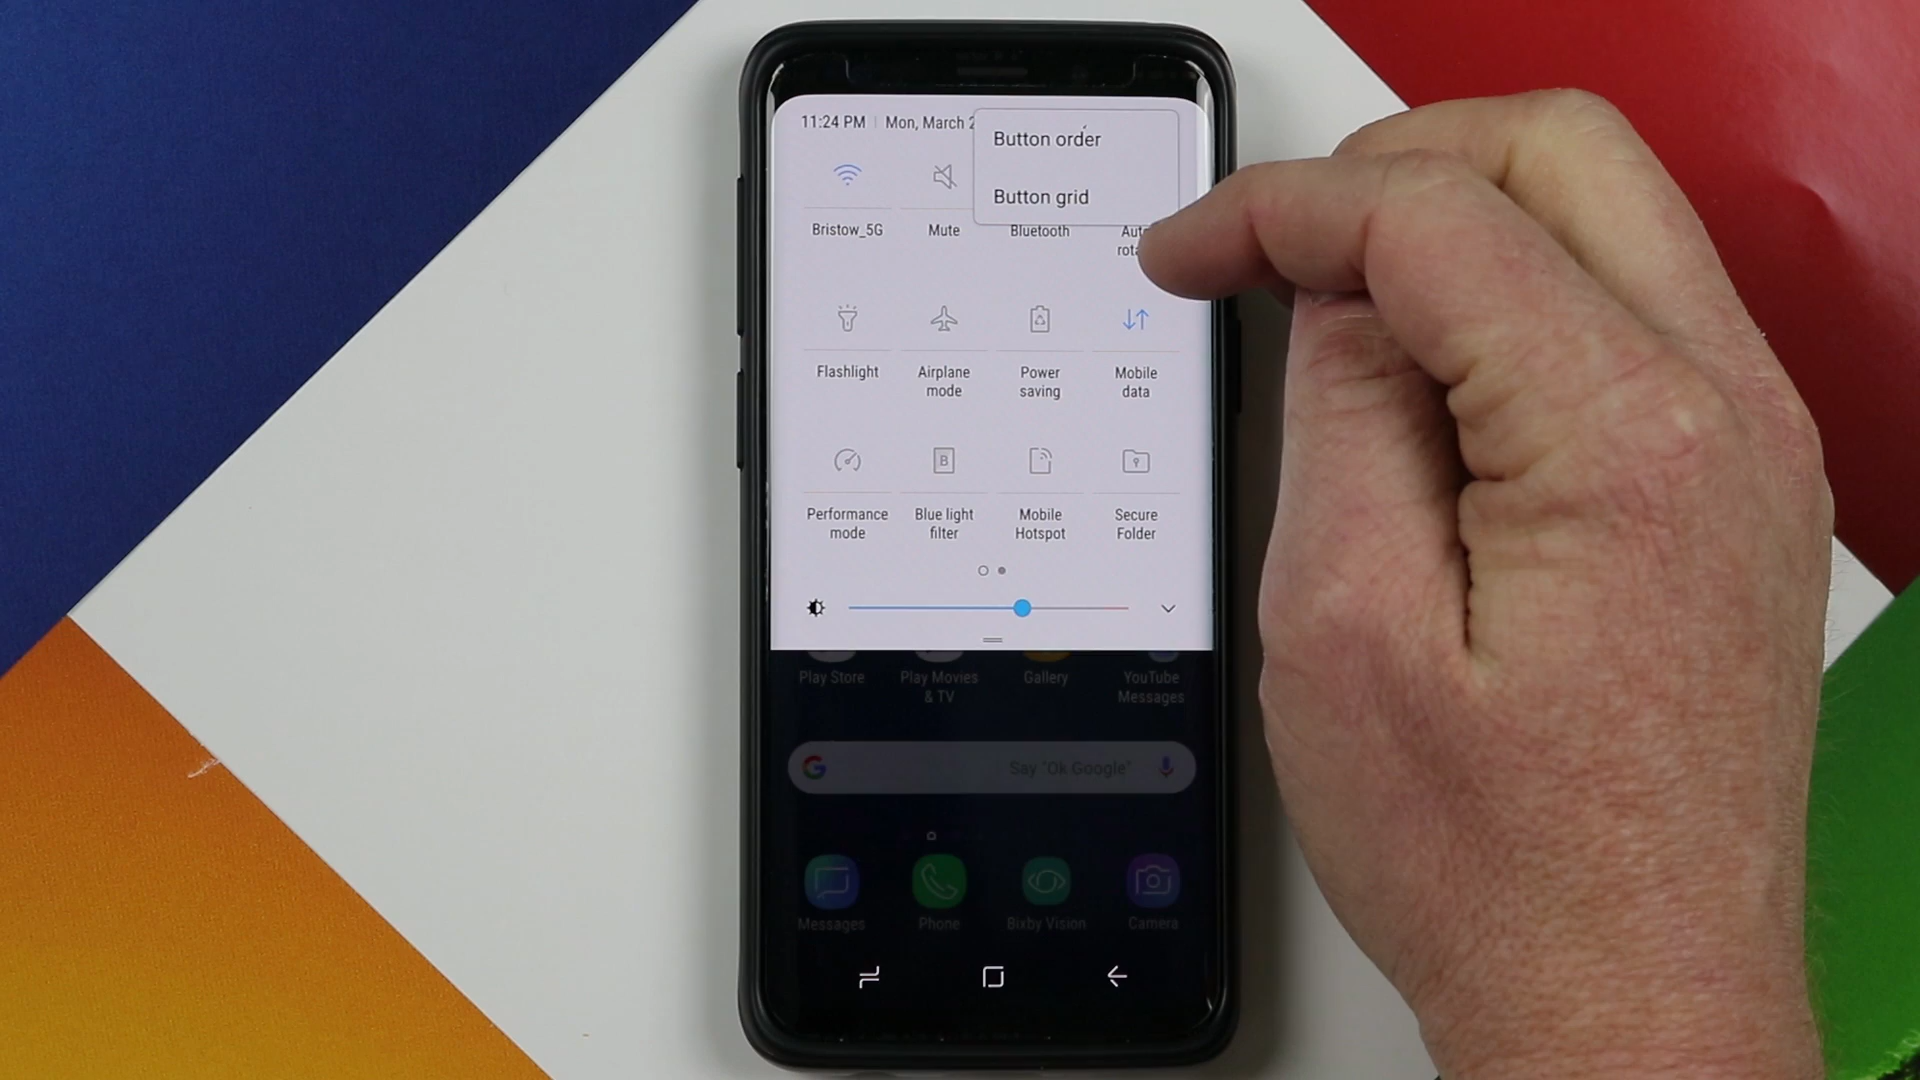 11:24 PM | Mon, March 2
Button order
Button grid
Bristow_5G
Mute
Bluetooth
Flashlight
Airplane
mode
Power
saving
Mobile
data
B
Performance
mode
Blue light
filter
Mobile
Hotspot
Secure
Folder
Play Store
Play Movies
& TV
Gallery
YouTube
Messages
G
Say "Ok Google"
Messages
Phone
Bixby Vision
Camera